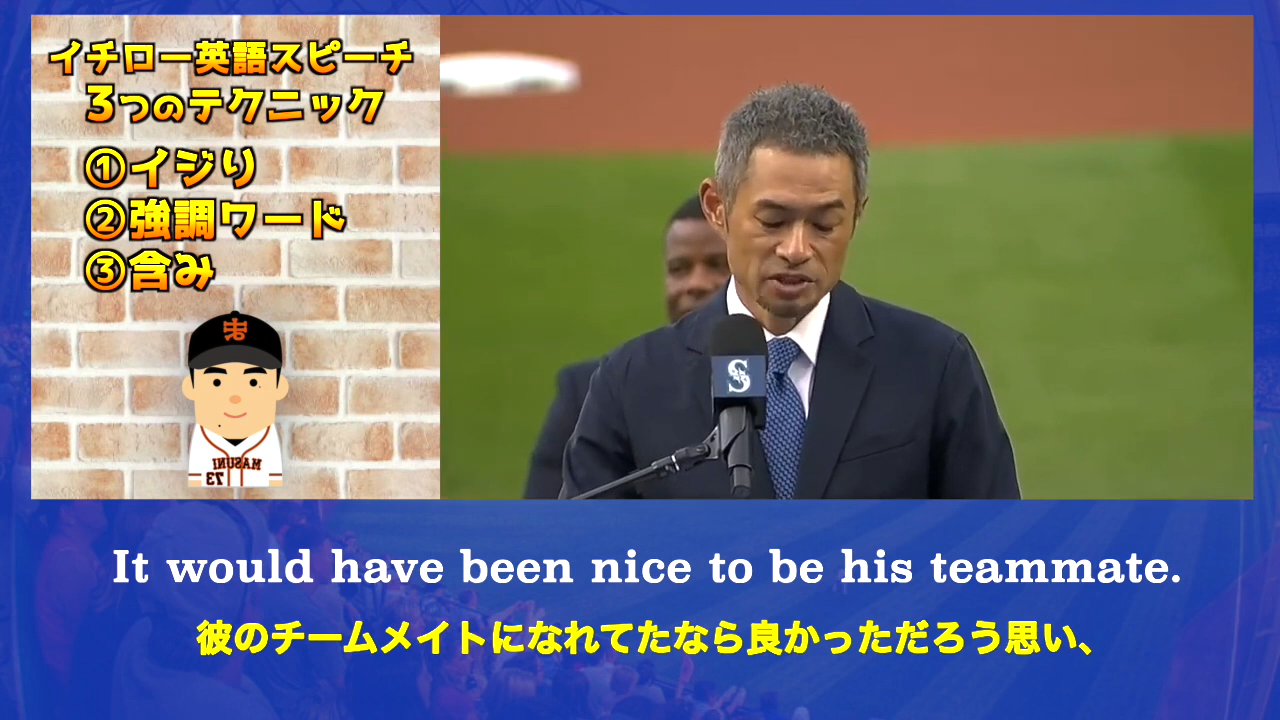 イチロー英語スピーチ
3つのテクニック
①イジり
②強調ワード
③含み
MASUNI
73
S
It would have been nice to be his teammate.
彼のチームメイトになれてたなら良かっただろう思い、